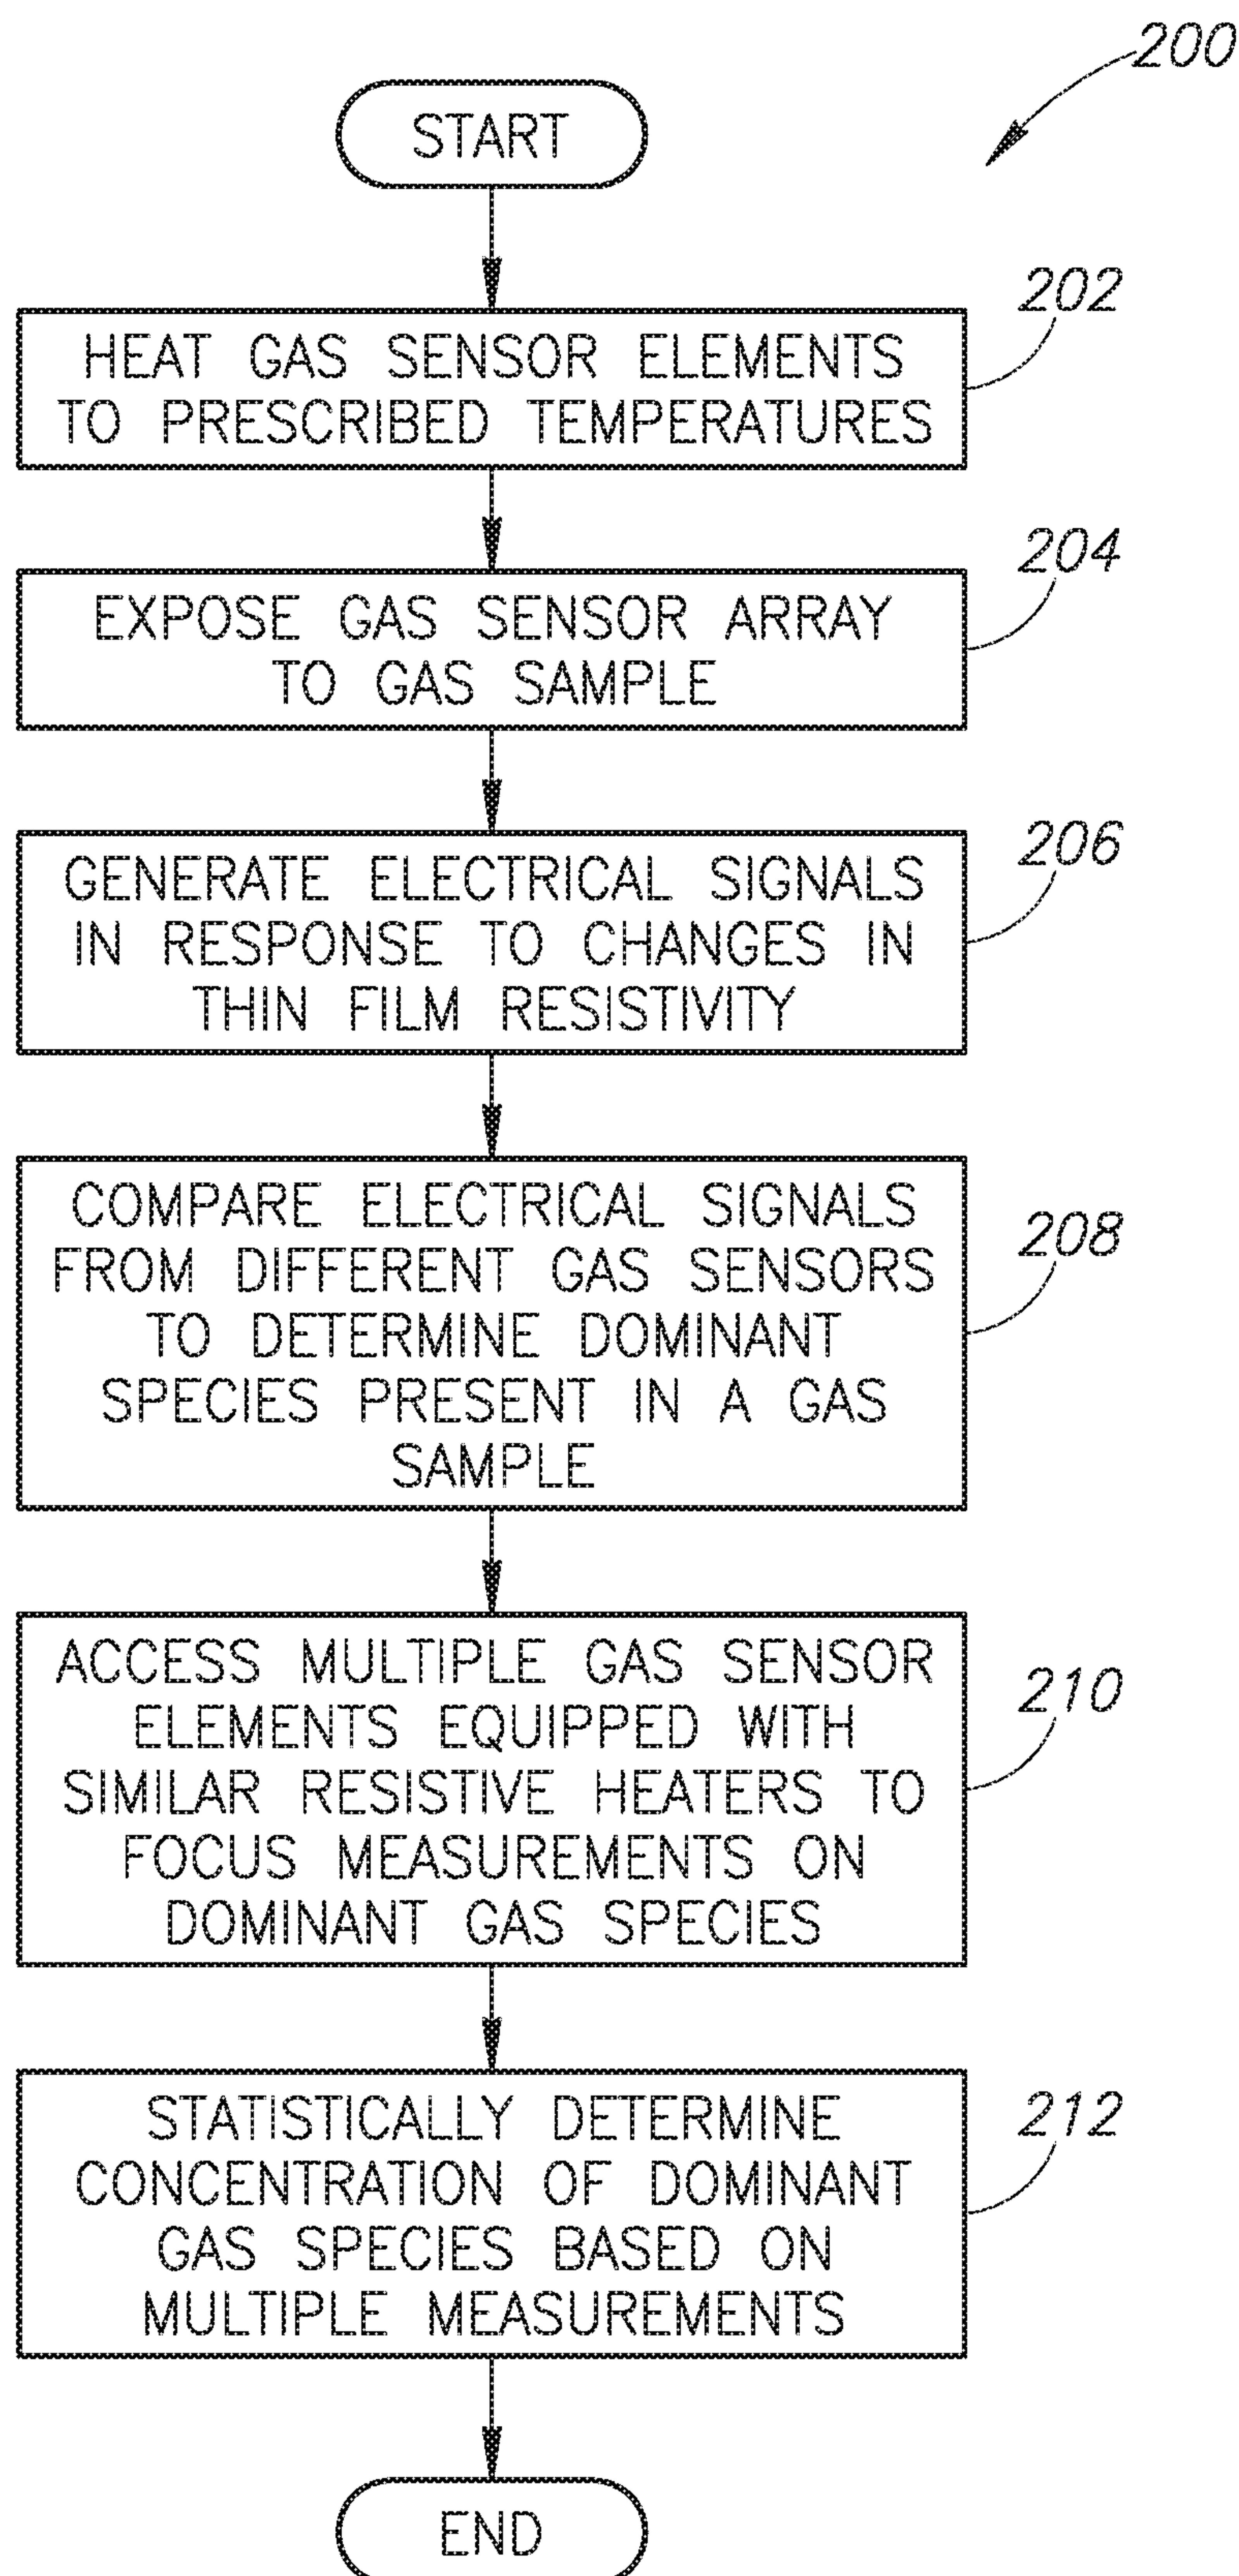 200
START
202
HEAT GAS SENSOR ELEMENTS
TO PRESCRIBED TEMPERATURES
204
EXPOSE GAS SENSOR ARRAY
TO GAS SAMPLE
206
GENERATE ELECTRICAL SIGNALS
IN RESPONSE TO CHANGES IN
THIN FILM RESISTIVITY
208
COMPARE ELECTRICAL SIGNALS
FROM DIFFERENT GAS SENSORS
TO DETERMINE DOMINANT
SPECIES PRESENT IN A GAS
SAMPLE
210
ACCESS MULTIPLE GAS SENSOR
ELEMENTS EQUIPPED WITH
SIMILAR RESISTIVE HEATERS TO
FOCUS MEASUREMENTS ON
DOMINANT GAS SPECIES
212
STATISTICALLY DETERMINE
CONCENTRATION OF DOMINANT
GAS SPECIES BASED ON
MULTIPLE MEASUREMENTS
END